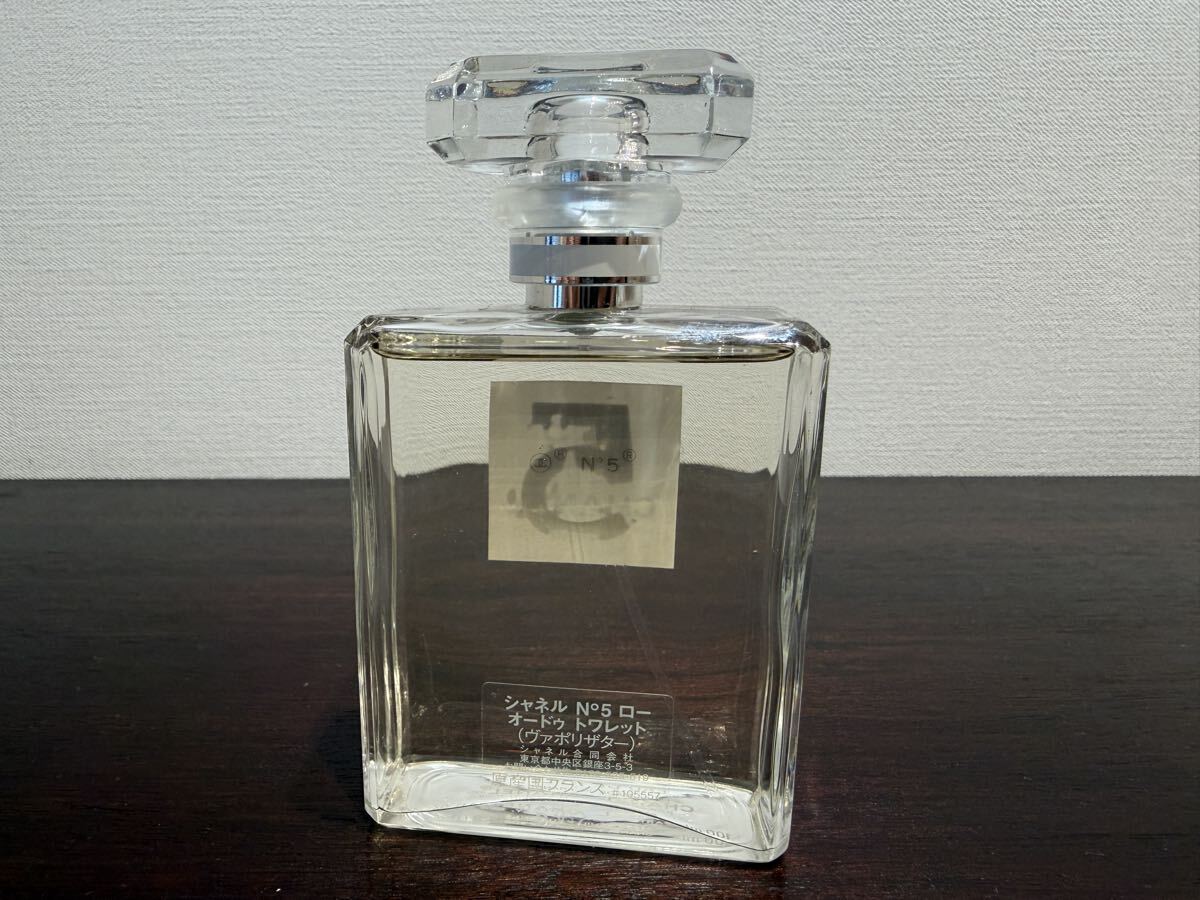 N°5®
シャネル N°5 ロー
オードゥ トワレット
(ヴァポリザター)
シャネル合同会社
東京都中央区銀座3-5-3
原産国フランス #105557